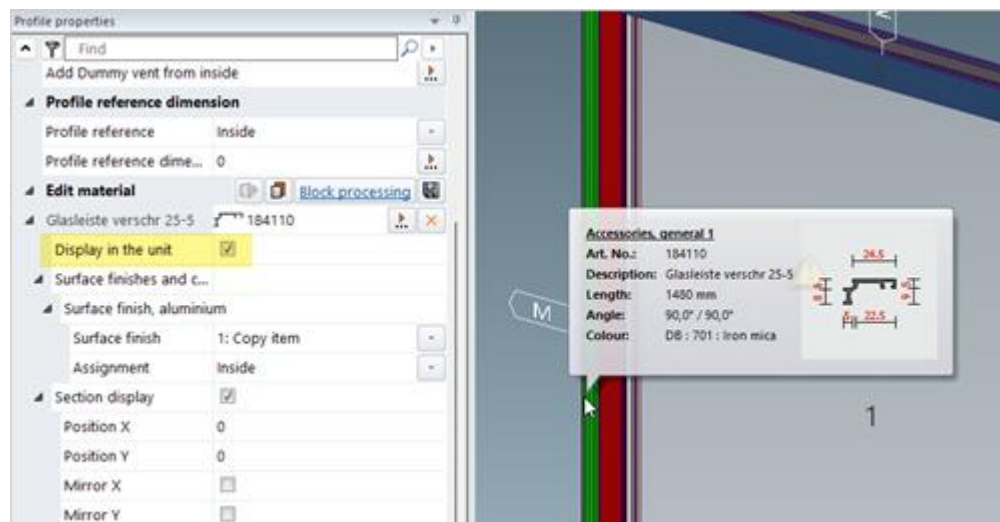 Profile properties
Find
Add Dummy vent from inside
Profile reference dimension
Profile reference Inside
Profile reference dime... 0
Edit material Block processing
Glasleiste verschr 25-5 184110
Display in the unit
Surface finishes and c...
Surface finish, aluminium
Surface finish 1: Copy item
Assignment Inside
Section display
Position X 0
Position Y 0
Mirror X
Mirror Y
Accessories, general 1
Art. No.: 184110
Description: Glasleiste verschr 25-5
Length: 1480 mm
Angle: 90,0° / 90,0°
Colour: DB : 701 : Iron mica
24.5
22.5
M
1